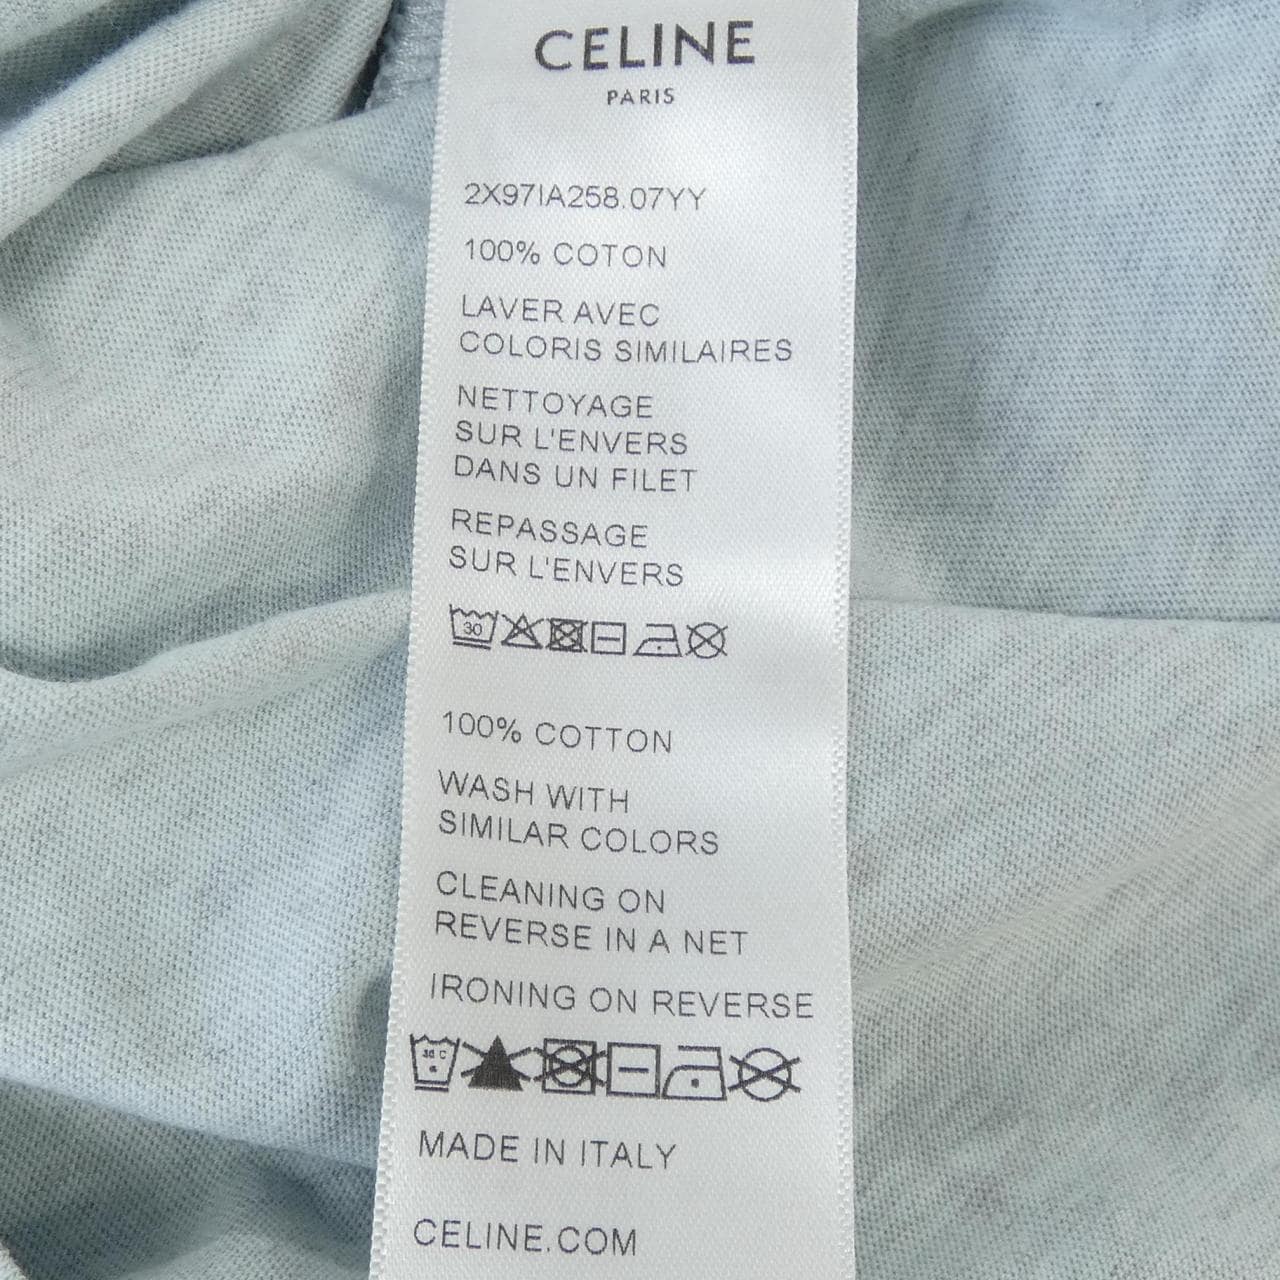 CELINE
PARIS
2X97IA258.07YY
100% COTON
LAVER AVEC
COLORIS SIMILAIRES
NETTOYAGE
SUR L'ENVERS
DANS UN FILET
REPASSAGE
SUR L'ENVERS
30
100% COTTON
WASH WITH
SIMILAR COLORS
CLEANING ON
REVERSE IN A NET
IRONING ON REVERSE
30 C
MADE IN ITALY
CELINE.COM